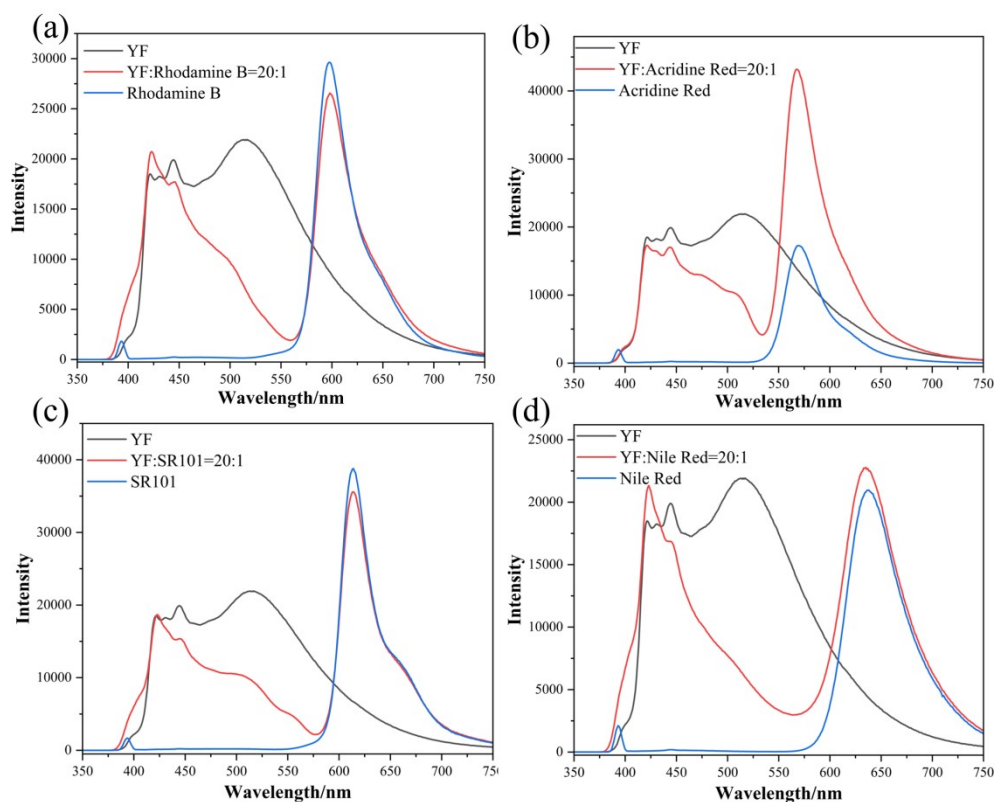 (a)
YF
YF:Rhodamine B=20:1
Rhodamine B
30000
25000
20000
15000
10000
5000
0
Intensity
350 400 450 500 550 600 650 700 750
Wavelength/nm
(b)
YF
YF:Acridine Red=20:1
Acridine Red
40000
30000
20000
10000
0
Intensity
350 400 450 500 550 600 650 700 750
Wavelength/nm
(c)
YF
YF:SR101=20:1
SR101
40000
30000
20000
10000
0
Intensity
350 400 450 500 550 600 650 700 750
Wavelength/nm
(d)
YF
YF:Nile Red=20:1
Nile Red
25000
20000
15000
10000
5000
0
Intensity
350 400 450 500 550 600 650 700 750
Wavelength/nm